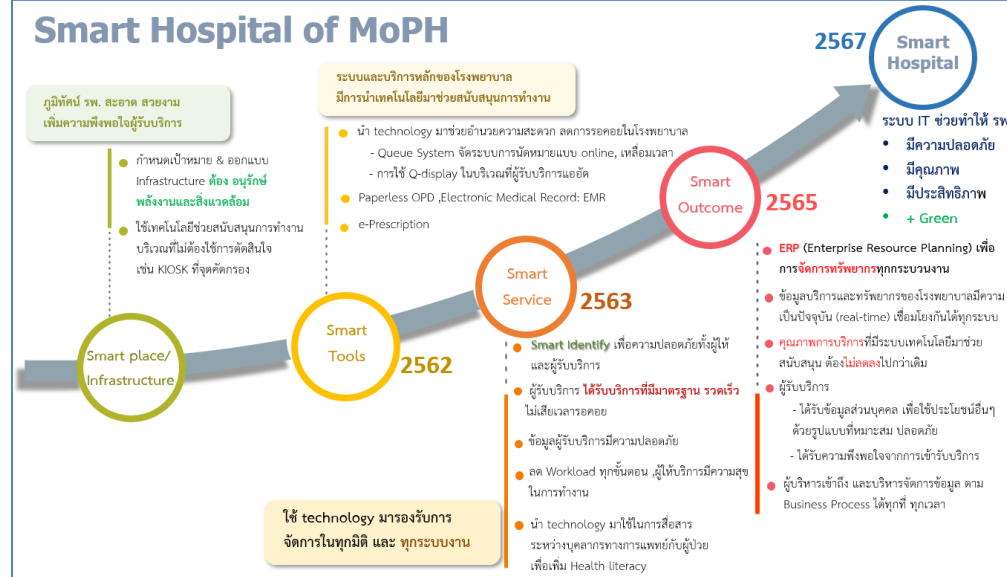 Smart Hospital of MoPH
ภูมิทัศน์ รพ. สะอาด สวยงาม
เพิ่มความพึงพอใจผู้รับบริการ
กำหนดเป้าหมาย & ออกแบบ
Infrastructure ต้อง อนุรักษ์
พลังงานและสิ่งแวดล้อม
ใช้เทคโนโลยีช่วยสนับสนุนการทำงาน
บริเวณที่ไม่ต้องใช้การตัดสินใจ
เช่น KIOSK ที่จุดคัดกรอง
Smart place/
Infrastructure
ระบบและบริการหลักของโรงพยาบาล
มีการนำเทคโนโลยีมาช่วยสนับสนุนการทำงาน
นำ technology มาช่วยอำนวยความสะดวก ลดการรอคอยในโรงพยาบาล
- Queue System จัดระบบการนัดหมายแบบ online, เหลื่อมเวลา
- การใช้ Q-display ในบริเวณที่ผู้รับบริการแออัด
Paperless OPD ,Electronic Medical Record: EMR
e-Prescription
Smart
Tools
2562
Smart
Service
2563
Smart Identify เพื่อความปลอดภัยทั้งผู้ให้
และผู้รับบริการ
ผู้รับบริการ ได้รับบริการที่มีมาตรฐาน รวดเร็ว
ไม่เสียเวลารอคอย
ข้อมูลผู้รับบริการมีความปลอดภัย
ลด Workload ทุกขั้นตอน ,ผู้ให้บริการมีความสุข
ในการทำงาน
นำ technology มาใช้ในการสื่อสาร
ระหว่างบุคลากรทางการแพทย์กับผู้ป่วย
เพื่อเพิ่ม Health literacy
ใช้ technology มารองรับการ
จัดการในทุกมิติ และ ทุกระบบงาน
Smart
Outcome
2565
ERP (Enterprise Resource Planning) เพื่อ
การจัดการทรัพยากรทุกกระบวนงาน
ข้อมูลบริการและทรัพยากรของโรงพยาบาลมีความ
เป็นปัจจุบัน (real-time) เชื่อมโยงกันได้ทุกระบบ
คุณภาพการบริการที่มีระบบเทคโนโลยีมาช่วย
สนับสนุน ต้องไม่ลดลงไปกว่าเดิม
ผู้รับบริการ
- ได้รับข้อมูลส่วนบุคคล เพื่อใช้ประโยชน์อื่นๆ
ด้วยรูปแบบที่เหมาะสม ปลอดภัย
- ได้รับความพึงพอใจจากการเข้ารับบริการ
ผู้บริหารเข้าถึง และบริหารจัดการข้อมูล ตาม
Business Process ได้ทุกที่ ทุกเวลา
2567
Smart
Hospital
ระบบ IT ช่วยทำให้ รพ
มีความปลอดภัย
มีคุณภาพ
มีประสิทธิภาพ
+ Green